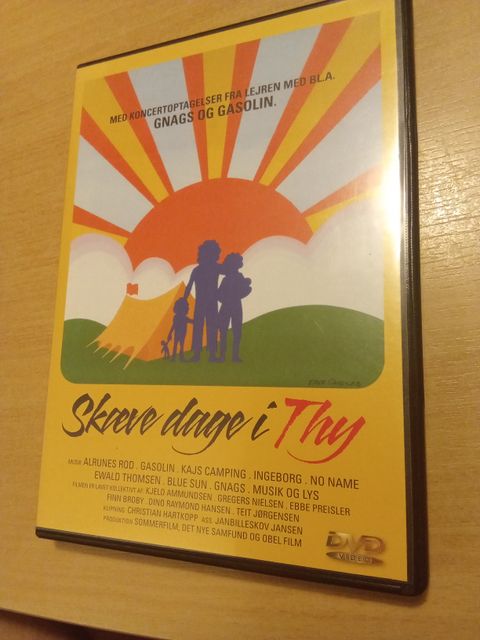 MED KONCERTOPTAGELSER FRA LEJREN MED BL.A.
GNAGS OG GASOLIN.
Skæve dage i Thy
MUSIK ALRUNES ROD . GASOLIN . KAJS CAMPING . INGEBORG . NO NAME
EWALD THOMSEN . BLUE SUN . GNAGS . MUSIK OG LYS
FILMEN ER LAVET KOLLEKTIVT AF: KJELD AMMUNDSEN . GREGERS NIELSEN . EBBE PREISLER
FINN BROBY . DINO RAYMOND HANSEN . TEIT JØRGENSEN
KLIPNING CHRISTIAN HARTKOPP ASS. JANBILLESKOV JANSEN
PRODUKTION SOMMERFILM, DET NYE SAMFUND OG OBEL FILM
DVD
VIDEO